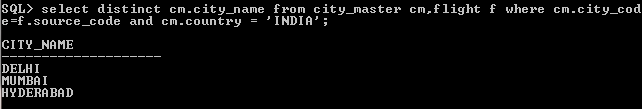 SQL> select distinct cm.city_name from city_master cm,flight f where cm.city_cod
e=f.source_code and cm.country = 'INDIA';
CITY_NAME
--------------------
DELHI
MUMBAI
HYDERABAD